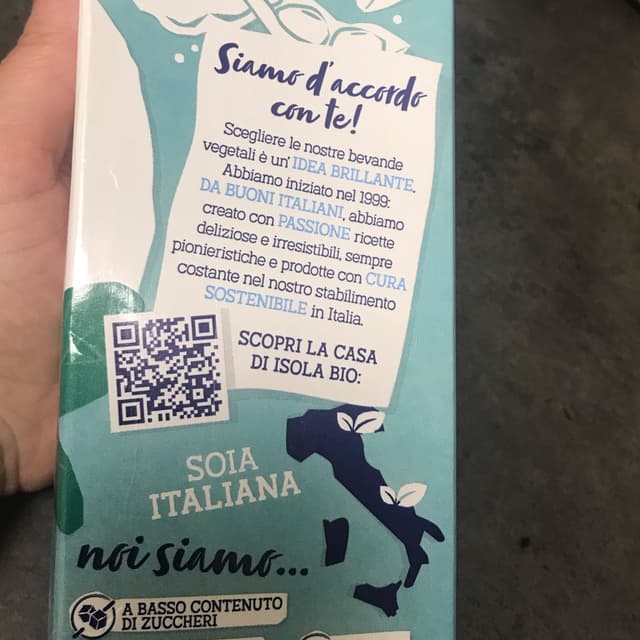 Siamo d'accordo
con te!
Scegliere le nostre bevande
vegetali è un' IDEA BRILLANTE.
Abbiamo iniziato nel 1999:
DA BUONI ITALIANI, abbiamo
creato con PASSIONE ricette
deliziose e irresistibili, sempre
pionieristiche e prodotte con CURA
costante nel nostro stabilimento
SOSTENIBILE in Italia.
SCOPRI LA CASA
DI ISOLA BIO:
SOIA
ITALIANA
noi siamo...
A BASSO CONTENUTO
DI ZUCCHERI